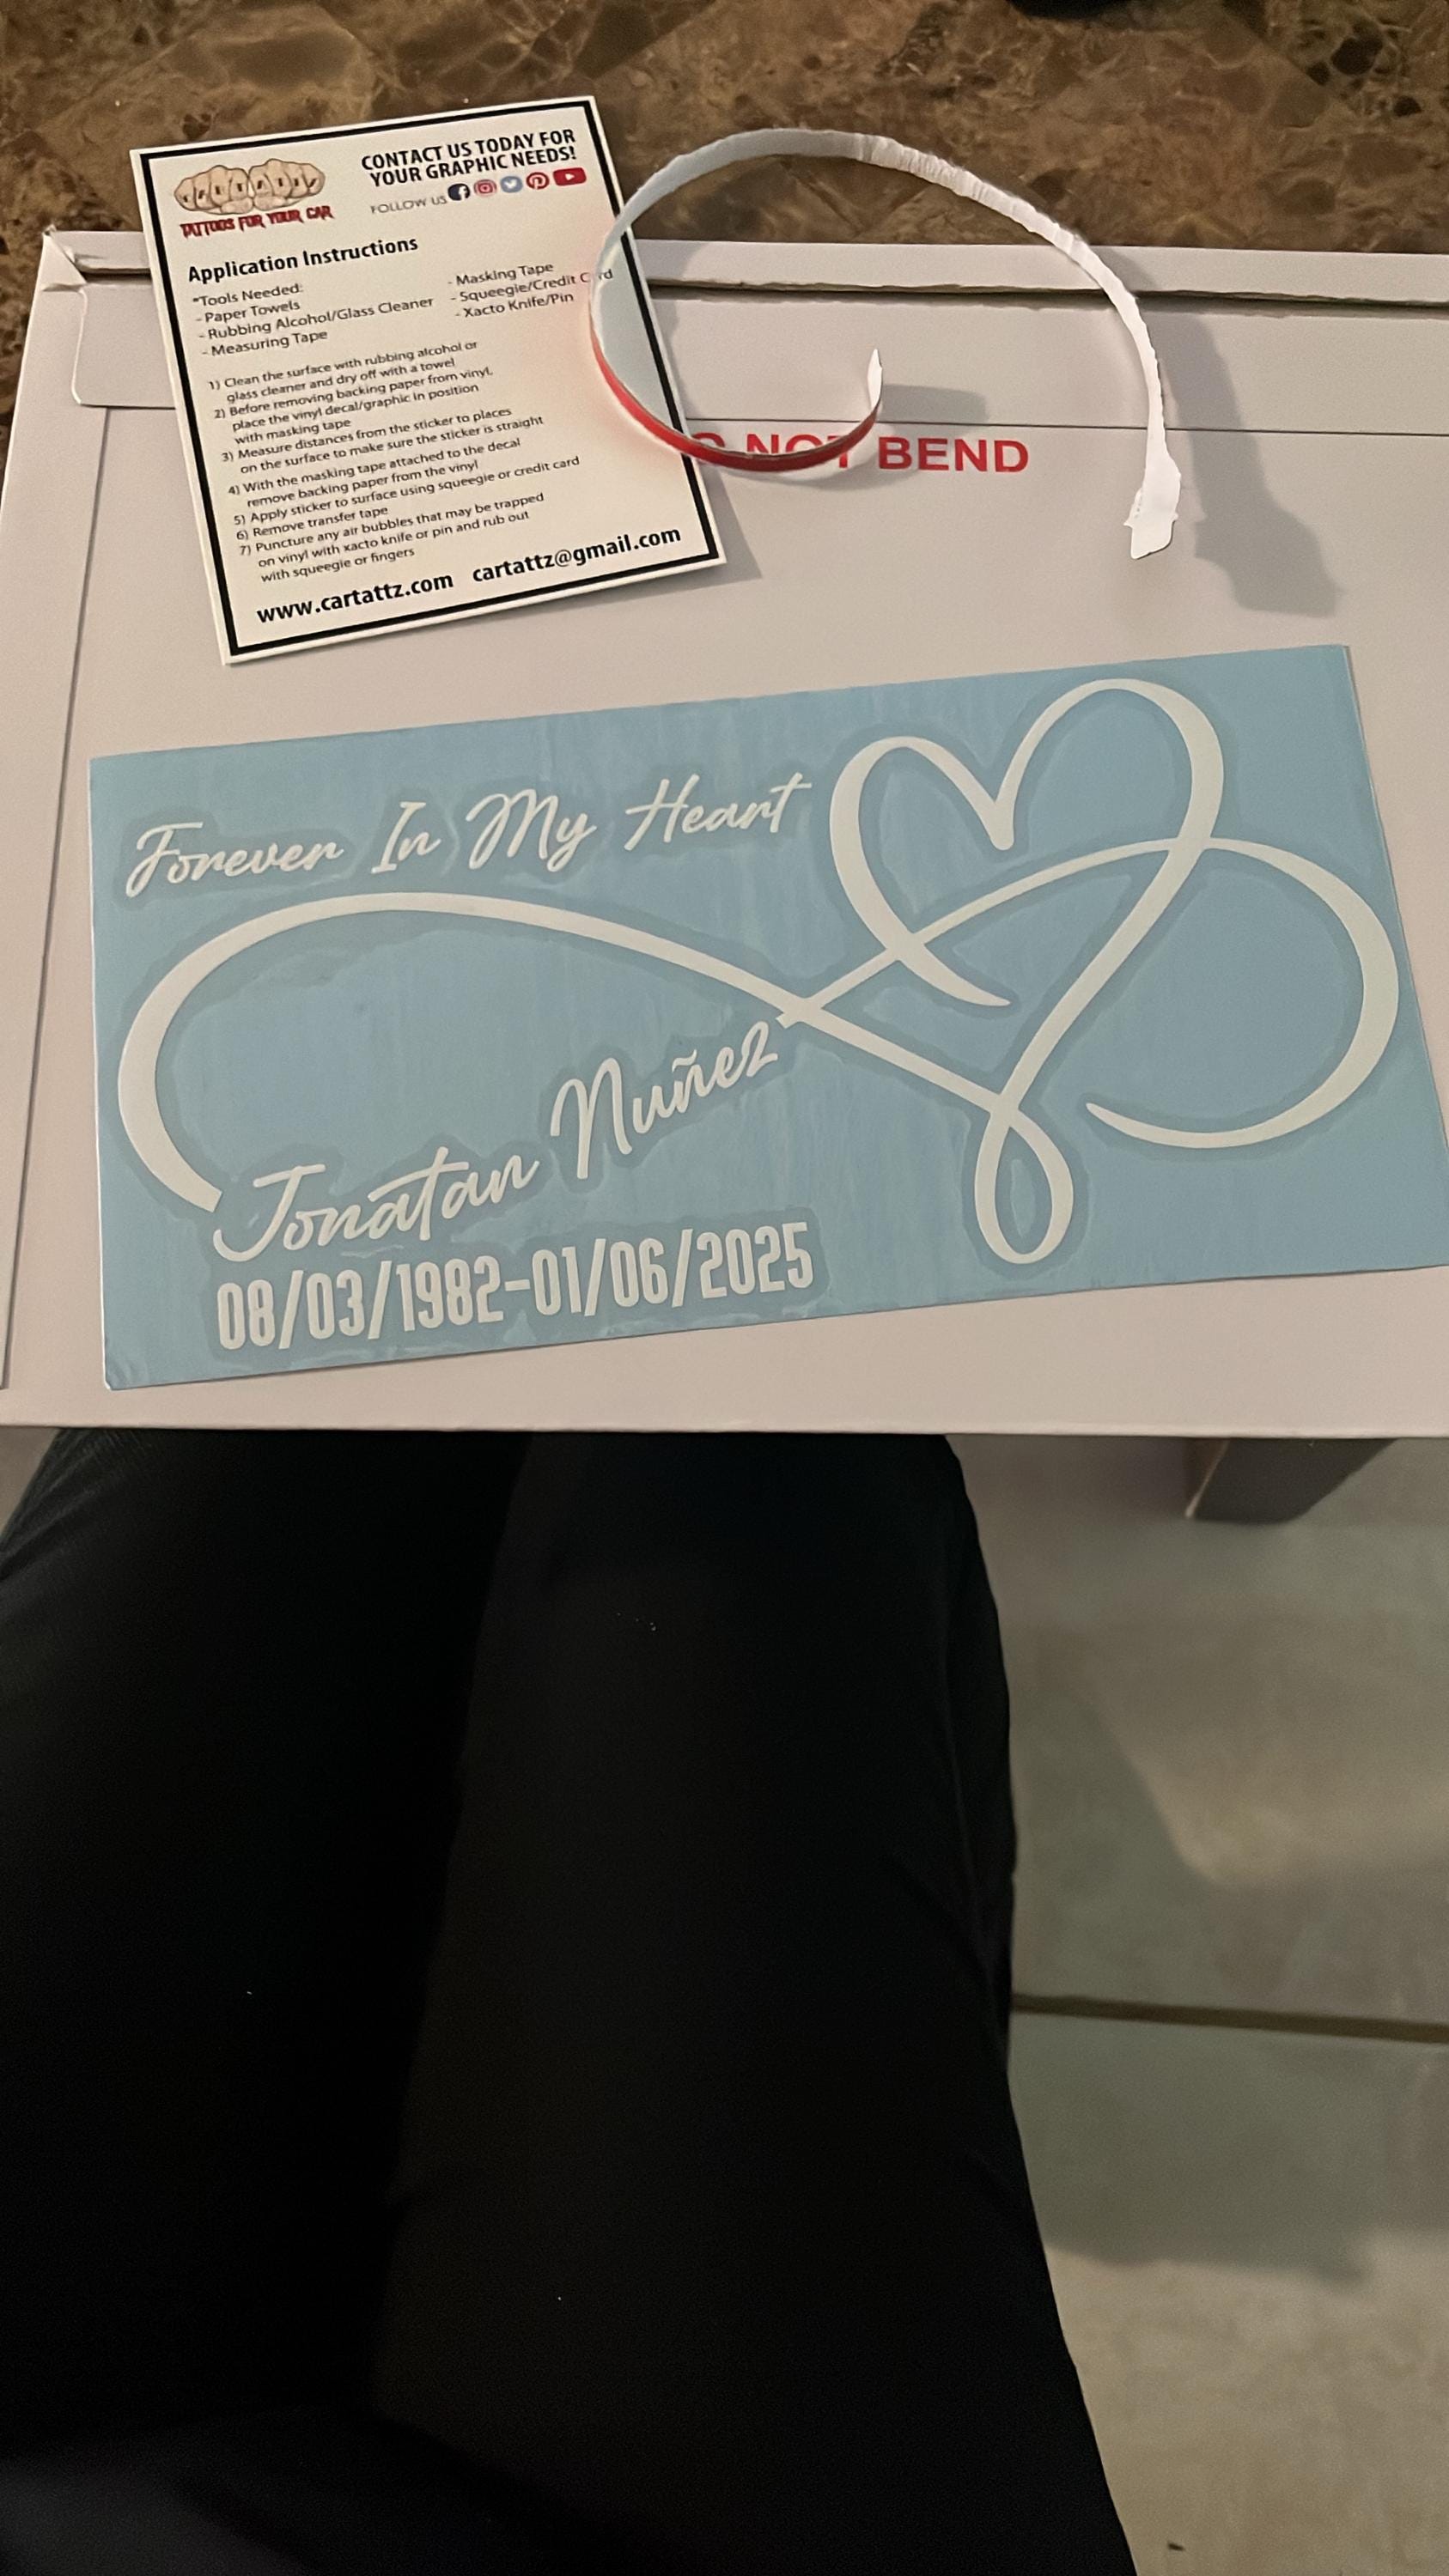 TATTOOS FOR YOUR CAR
CONTACT US TODAY FOR
YOUR GRAPHIC NEEDS!
FOLLOW US
Application Instructions
*Tools Needed:
- Paper Towels
- Rubbing Alcohol/Glass Cleaner
- Measuring Tape
- Masking Tape
- Squeegie/Credit C rd
- Xacto Knife/Pin
1) Clean the surface with rubbing alcohol or
glass cleaner and dry off with a towel
2) Before removing backing paper from vinyl,
place the vinyl decal/graphic in position
with masking tape
3) Measure distances from the sticker to places
on the surface to make sure the sticker is straight
4) With the masking tape attached to the decal
remove backing paper from the vinyl
5) Apply sticker to surface using squeegie or credit card
6) Remove transfer tape
7) Puncture any air bubbles that may be trapped
on vinyl with xacto knife or pin and rub out
with squeegie or fingers
www.cartattz.com cartattz@gmail.com
NOT BEND
Forever In My Heart
Jonatan Nuñez
08/03/1982-01/06/2025